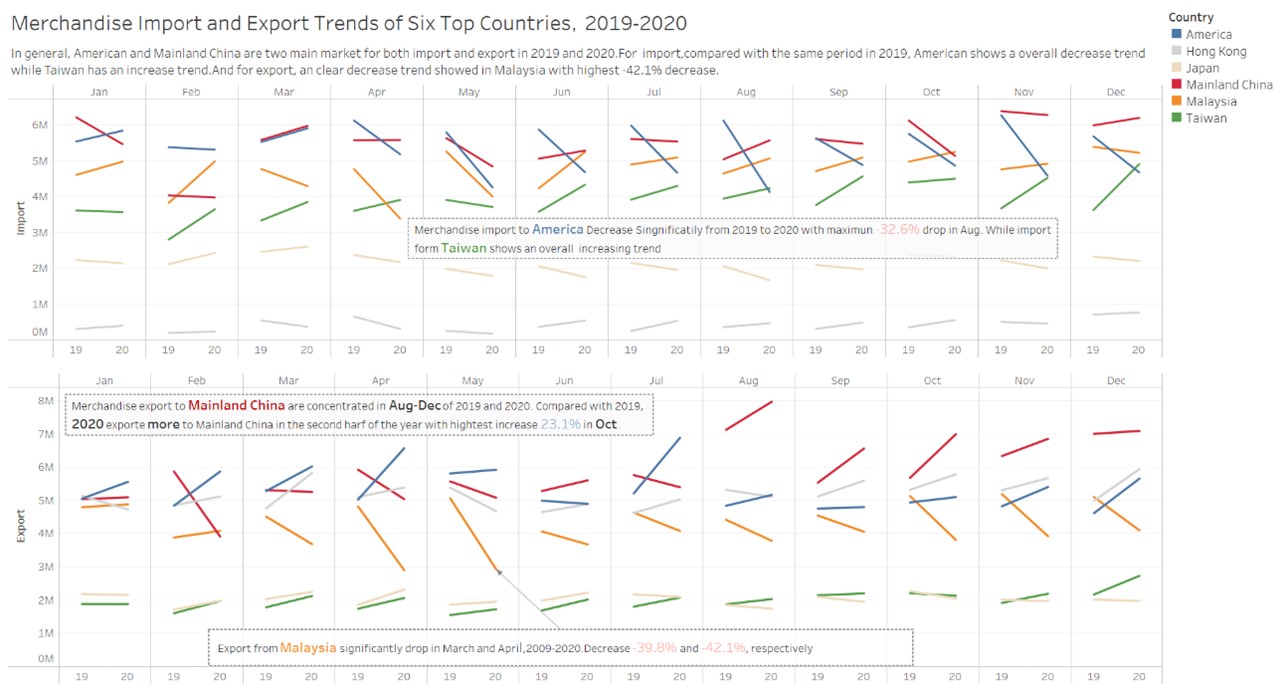 Merchandise Import and Export Trends of Six Top Countries, 2019-2020
In general, American and Mainland China are two main market for both import and export in 2019 and 2020.For import,compared with the same period in 2019, American shows a overall decrease trend
while Taiwan has an increase trend.And for export, an clear decrease trend showed in Malaysia with highest -42.1% decrease.
Country
America
Hong Kong
Japan
Mainland China
Malaysia
Taiwan
Jan Feb Mar Apr May Jun Jul Aug Sep Oct Nov Dec
6M
5M
4M
3M
2M
1M
0M
Import
Merchandise import to America Decrease Singnificatily from 2019 to 2020 with maximun -32.6% drop in Aug. While import
form Taiwan shows an overall increasing trend
19 20 19 20 19 20 19 20 19 20 19 20 19 20 19 20 19 20 19 20 19 20 19 20
Jan Feb Mar Apr May Jun Jul Aug Sep Oct Nov Dec
8M
7M
6M
5M
4M
3M
2M
1M
0M
Export
Merchandise export to Mainland China are concentrated in Aug-Dec of 2019 and 2020. Compared with 2019,
2020 exporte more to Mainland China in the second harf of the year with hightest increase 23.1% in Oct.
Export from Malaysia significantly drop in March and April,2009-2020.Decrease -39.8% and -42.1%, respectively
19 20 19 20 19 20 19 20 19 20 19 20 19 20 19 20 19 20 19 20 19 20 19 20